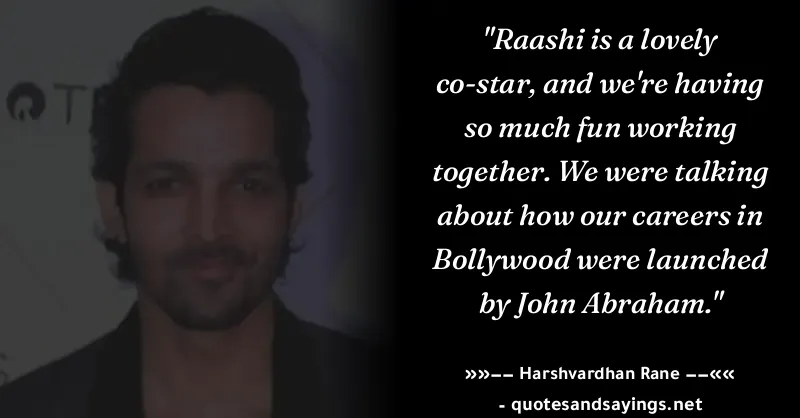 "Raashi is a lovely
co-star, and we're having
so much fun working
together. We were talking
about how our careers in
Bollywood were launched
by John Abraham."
»»–– Harshvardhan Rane ––««
- quotesandsayings.net